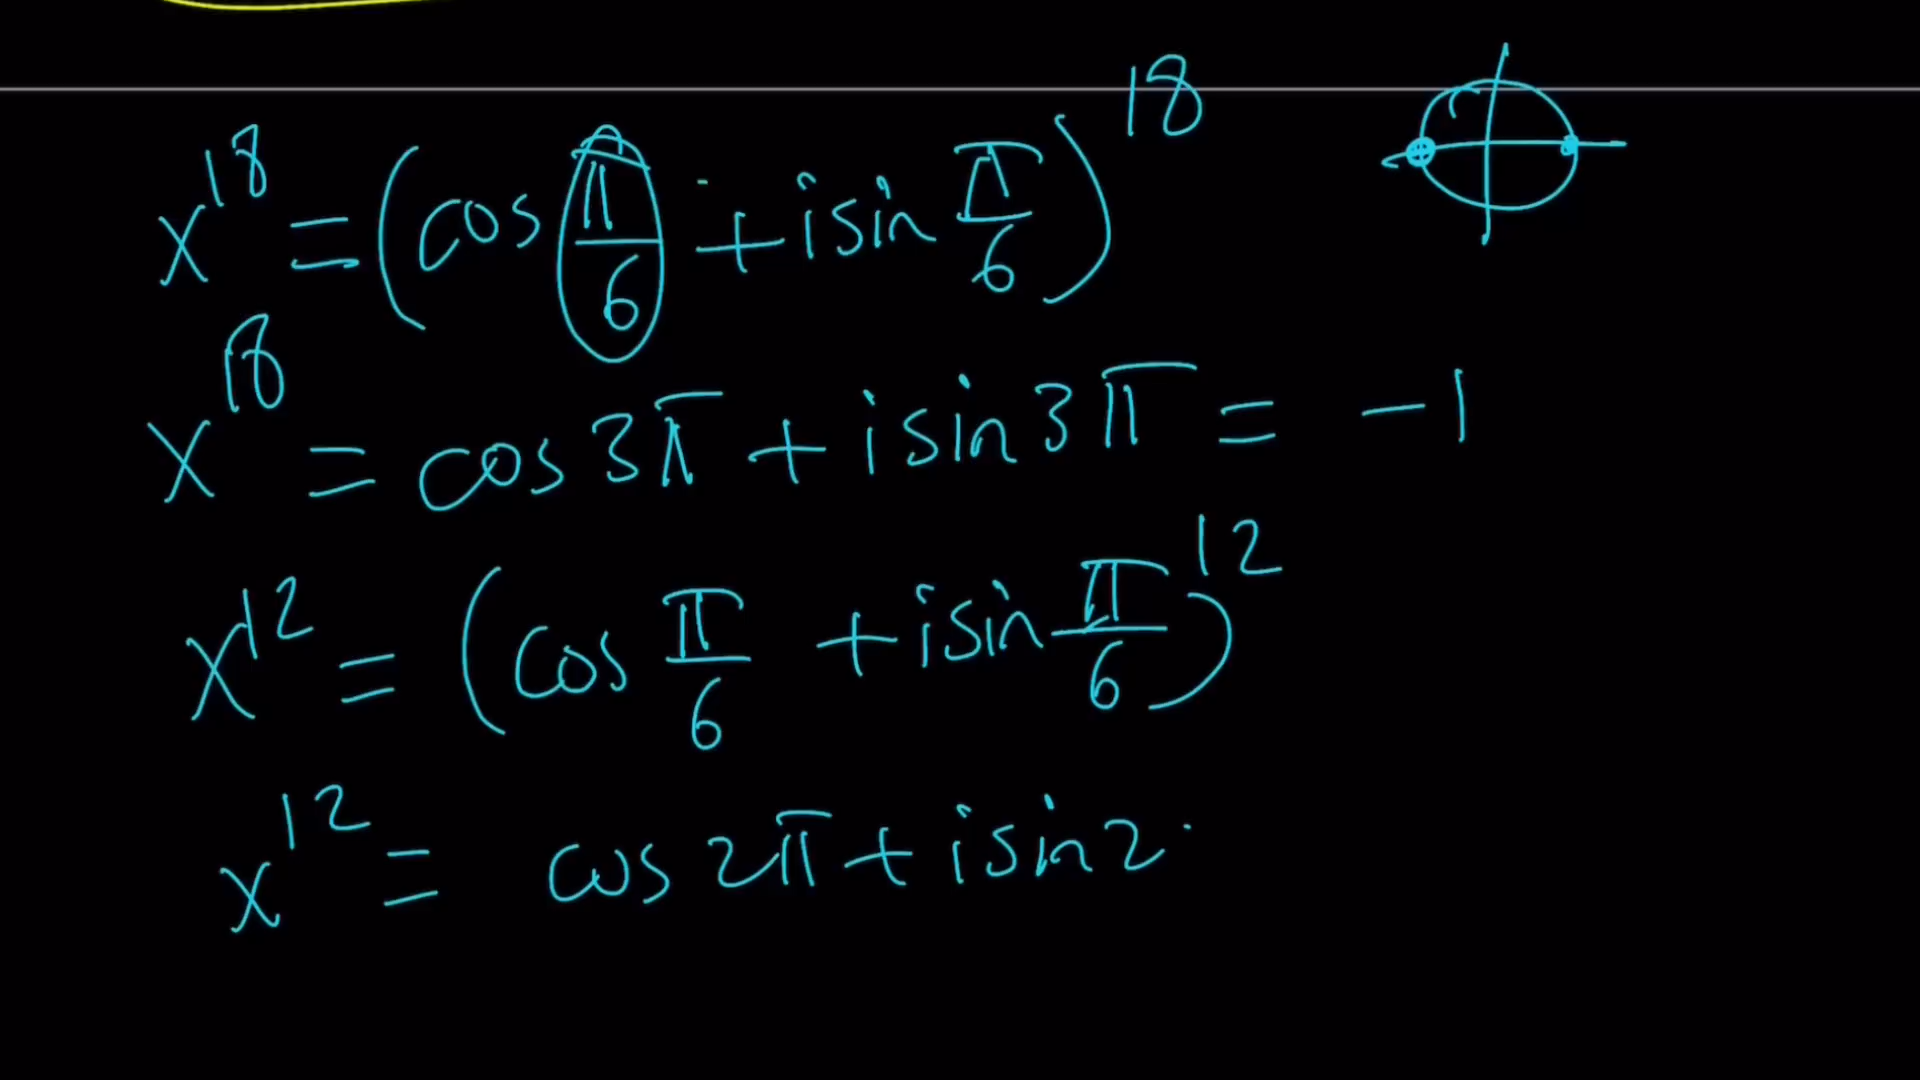 x^18 = (cos π/6 + i sin π/6)^18
x^18 = cos 3π + i sin 3π = -1
x^12 = (cos π/6 + i sin π/6)^12
x^12 = cos 2π + i sin 2